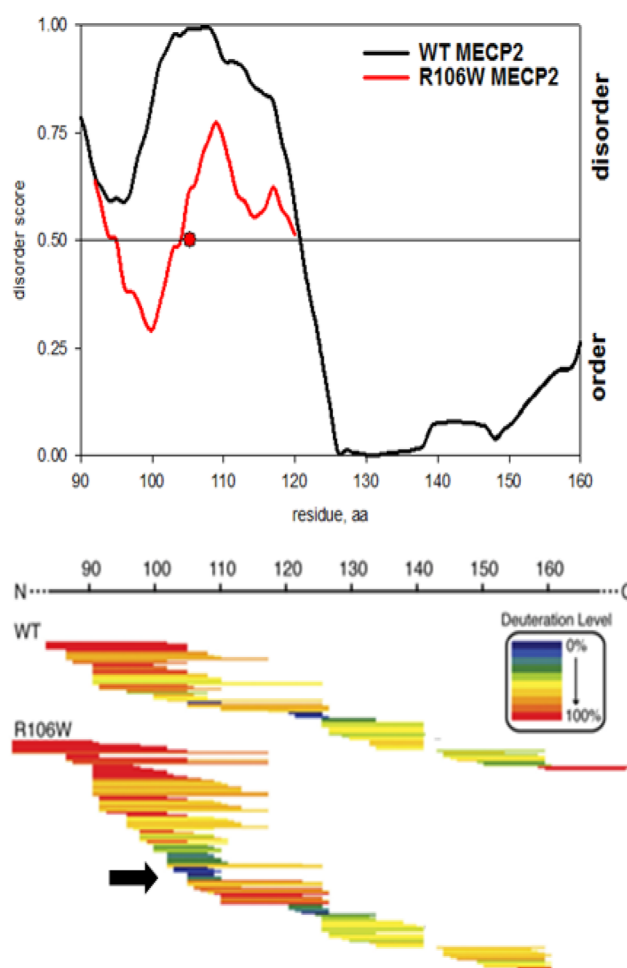 1.00
0.75
0.50
0.25
0.00
disorder score
WT MECP2
R106W MECP2
disorder
order
90 100 110 120 130 140 150 160
residue, aa
90 100 110 120 130 140 150 160
N C
WT
Deuteration Level
0%
100%
R106W